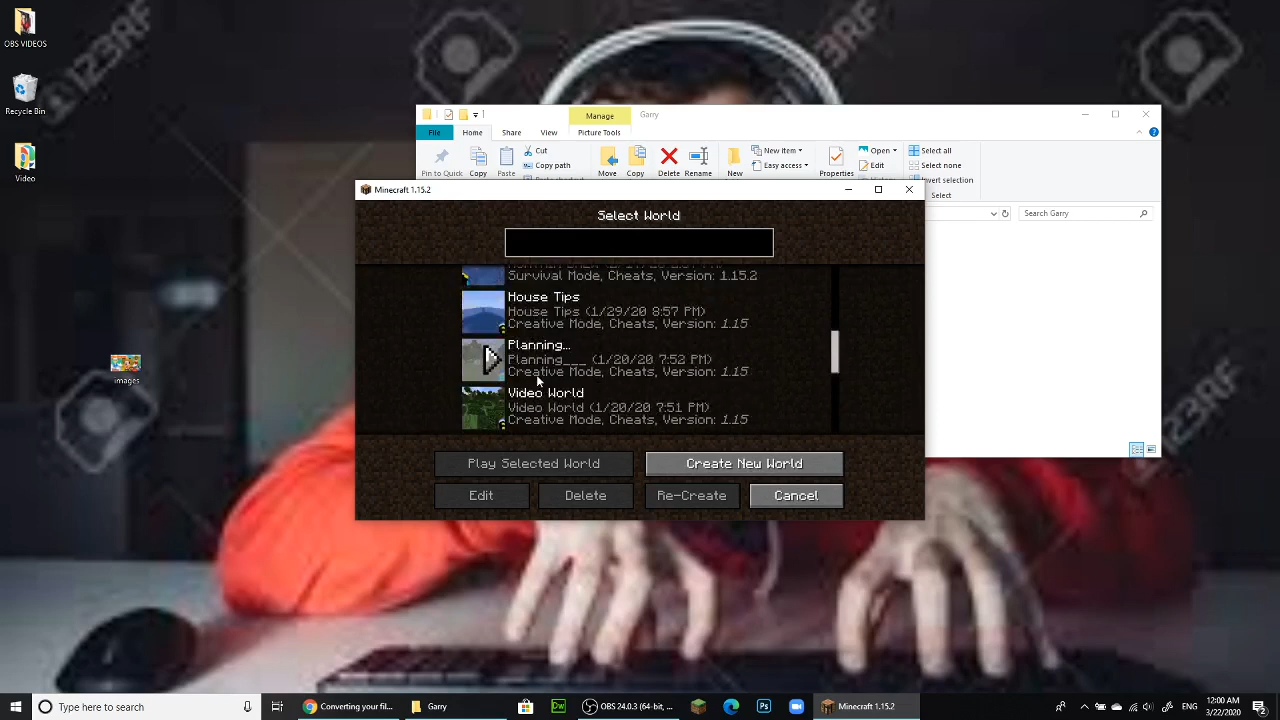 OBS VIDEOS
Recycle Bin
Video
images
123RF
123RF
123RF
Manage
Garry
File
Home
Share
View
Picture Tools
Pin to Quick
Copy
Paste
Cut
Copy path
Move
Copy
Delete
Rename
New
New item
Easy access
Properties
Open
Edit
Select all
Select none
Invert selection
Select
Search Garry
Minecraft 1.15.2
Select World
Survival Mode, Cheats, Version: 1.15.2
House Tips
House Tips (1/29/20 8:57 PM)
Creative Mode, Cheats, Version: 1.15
Planning...
Planning___ (1/20/20 7:52 PM)
Creative Mode, Cheats, Version: 1.15
Video World
Video World (1/20/20 7:51 PM)
Creative Mode, Cheats, Version: 1.15
Play Selected World
Create New World
Edit
Delete
Re-Create
Cancel
Type here to search
Converting your fil...
Garry
Dw
OBS 24.0.3 (64-bit, ...
Ps
Minecraft 1.15.2
ENG
12:00 AM
3/22/2020
2